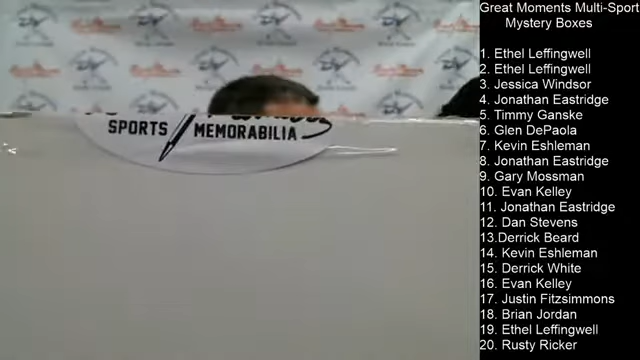 SPORTS MEMORABILIA
Great Moments Multi-Sport
Mystery Boxes
1. Ethel Leffingwell
2. Ethel Leffingwell
3. Jessica Windsor
4. Jonathan Eastridge
5. Timmy Ganske
6. Glen DePaola
7. Kevin Eshleman
8. Jonathan Eastridge
9. Gary Mossman
10. Evan Kelley
11. Jonathan Eastridge
12. Dan Stevens
13.Derrick Beard
14. Kevin Eshleman
15. Derrick White
16. Evan Kelley
17. Justin Fitzsimmons
18. Brian Jordan
19. Ethel Leffingwell
20. Rusty Ricker